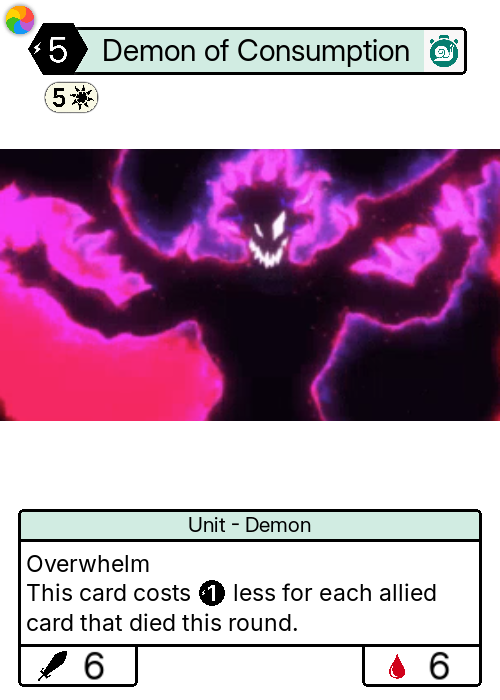 5 Demon of Consumption
5
Unit - Demon
Overwhelm
This card costs 1 less for each allied
card that died this round.
6 6